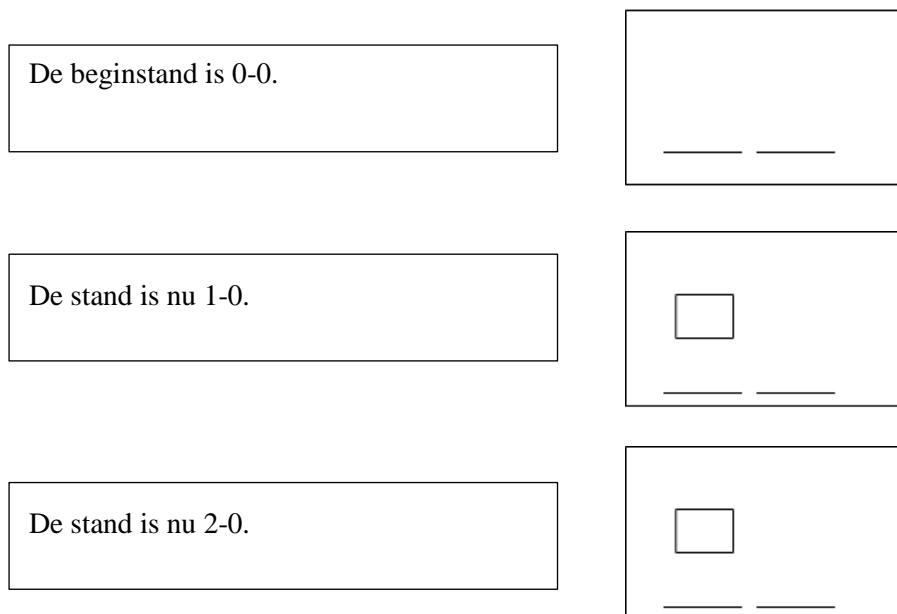 De beginstand is 0-0.
De stand is nu 1-0.
De stand is nu 2-0.